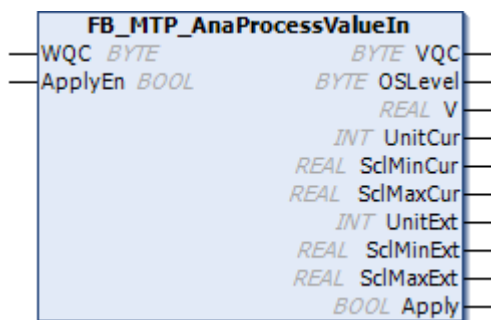 FB_MTP_AnaProcessValueIn
WQC BYTE BYTE VQC
ApplyEn BOOL BYTE OSLevel
REAL V
INT UnitCur
REAL SclMinCur
REAL SclMaxCur
INT UnitExt
REAL SclMinExt
REAL SclMaxExt
BOOL Apply